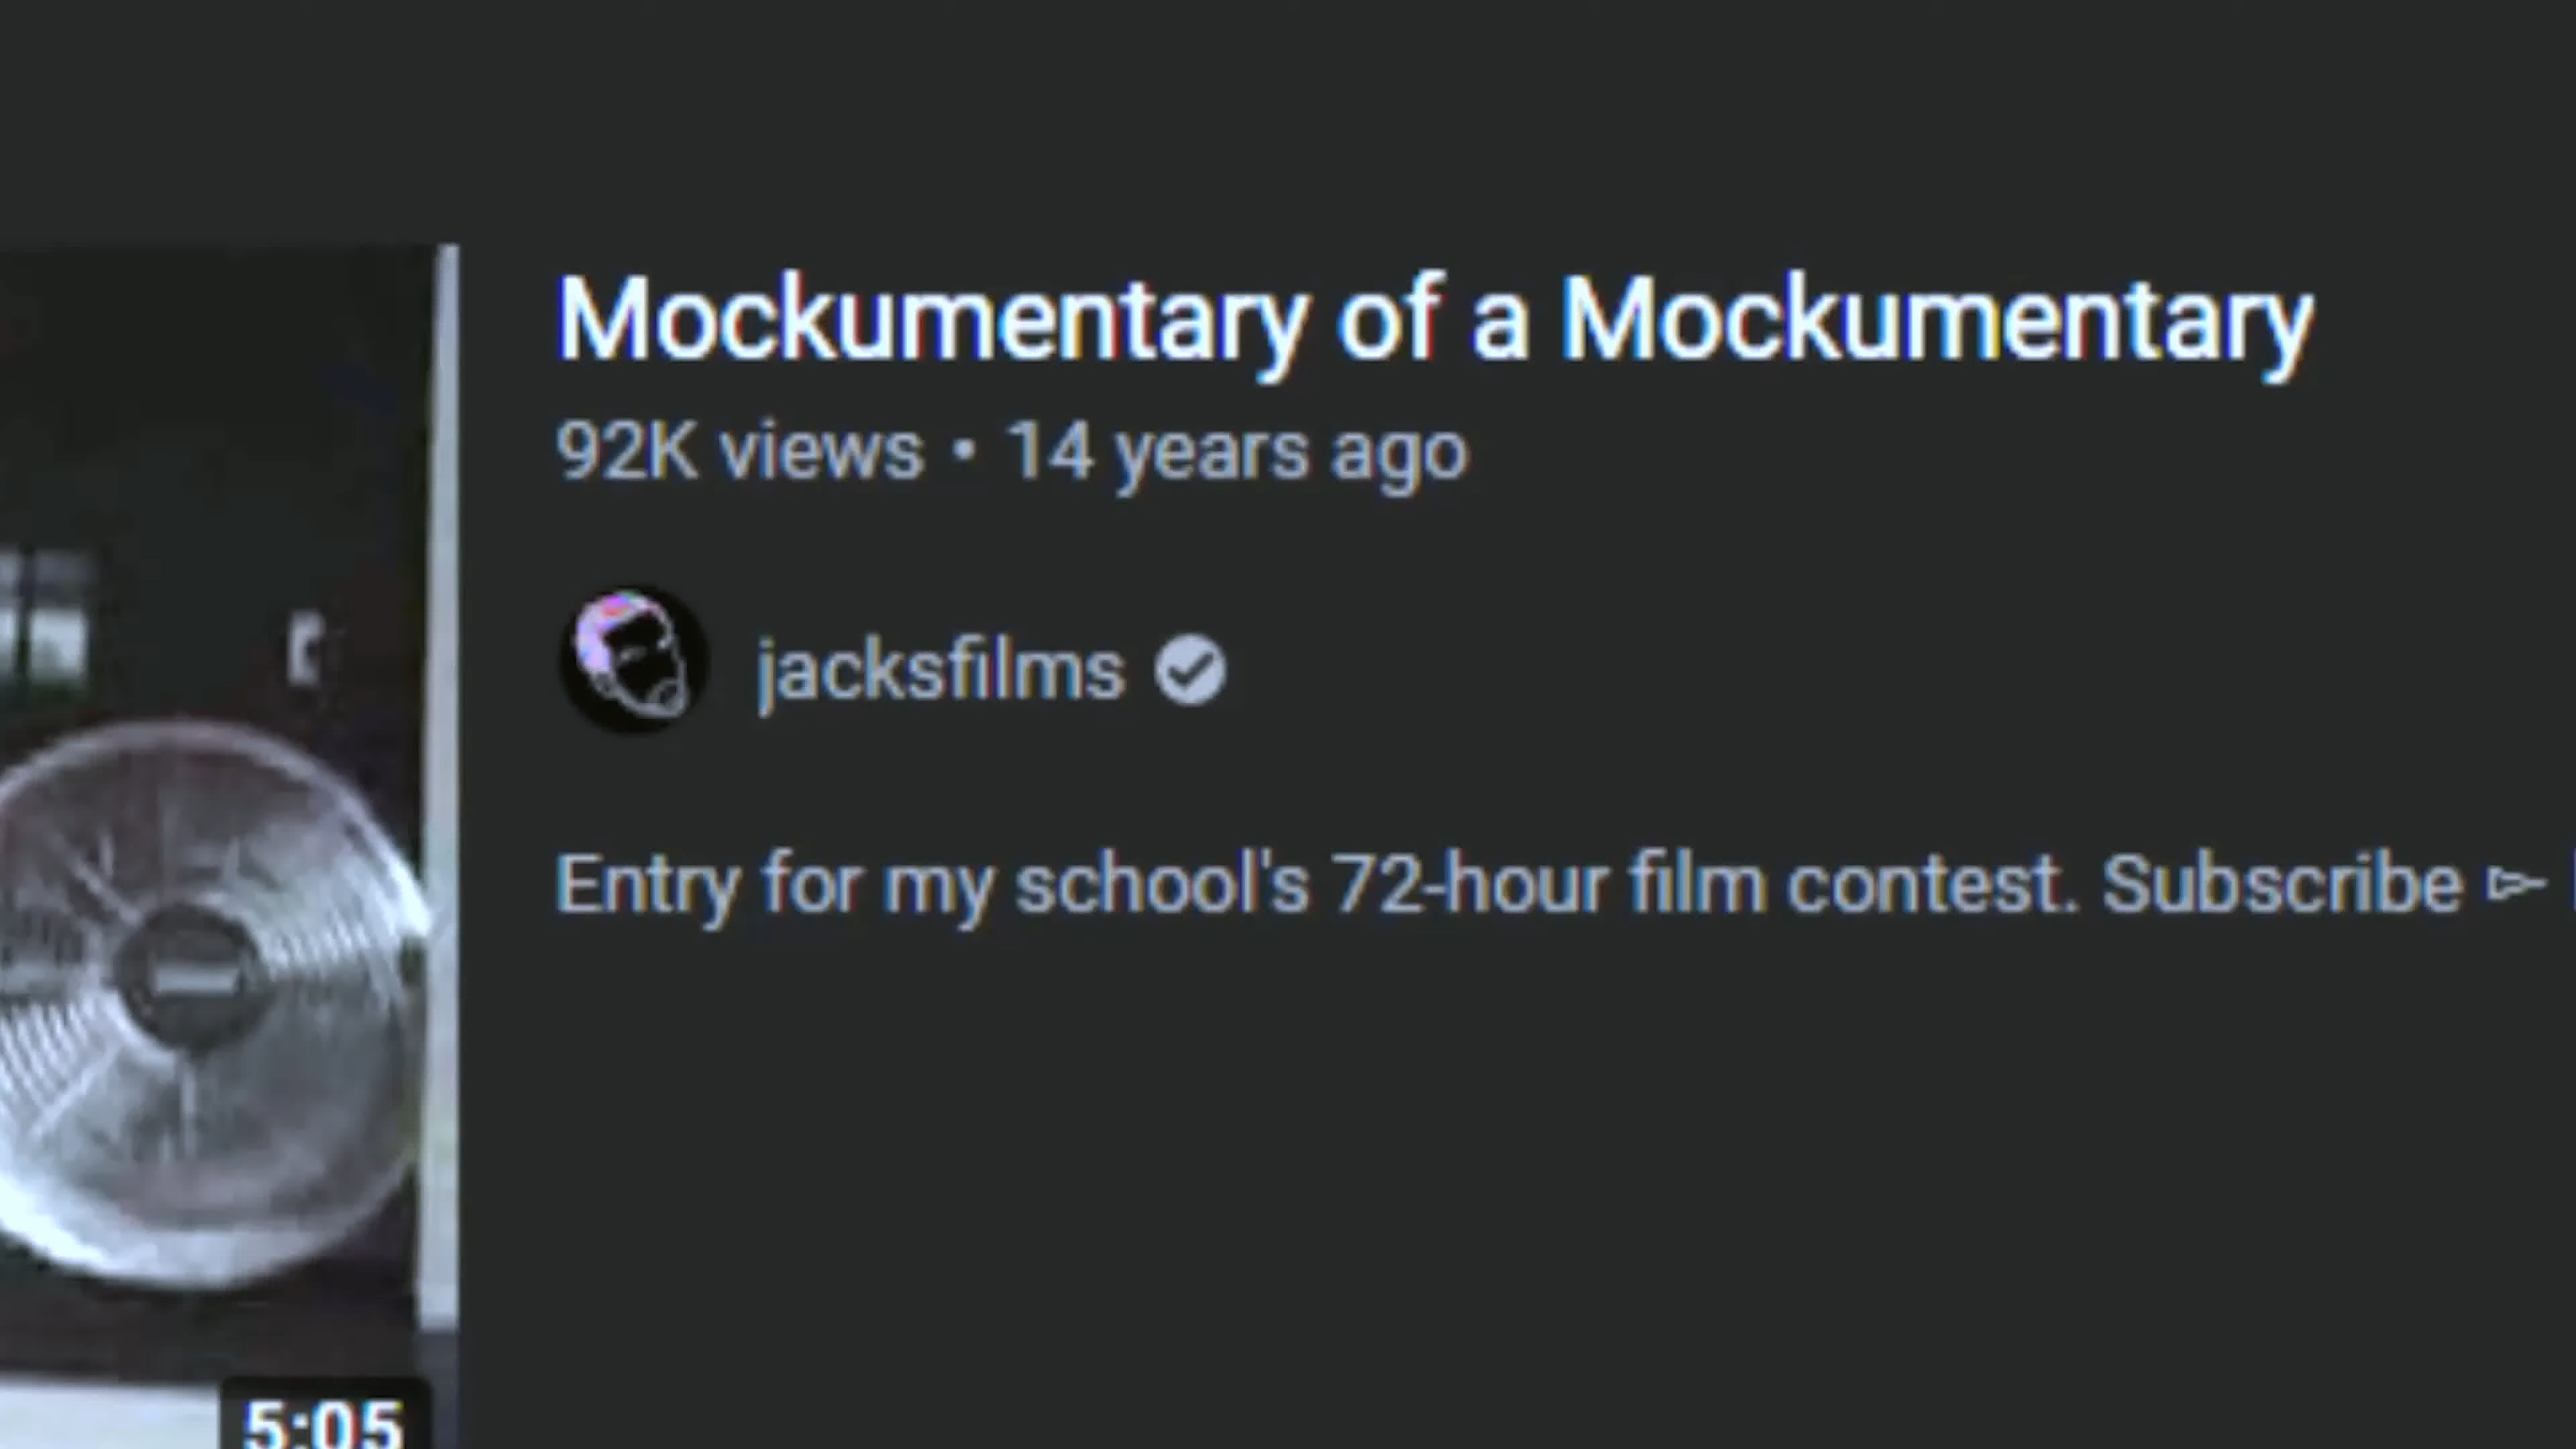 Mockumentary of a Mockumentary
92K views • 14 years ago
jacksfilms
Entry for my school's 72-hour film contest. Subscribe ➢
5:05